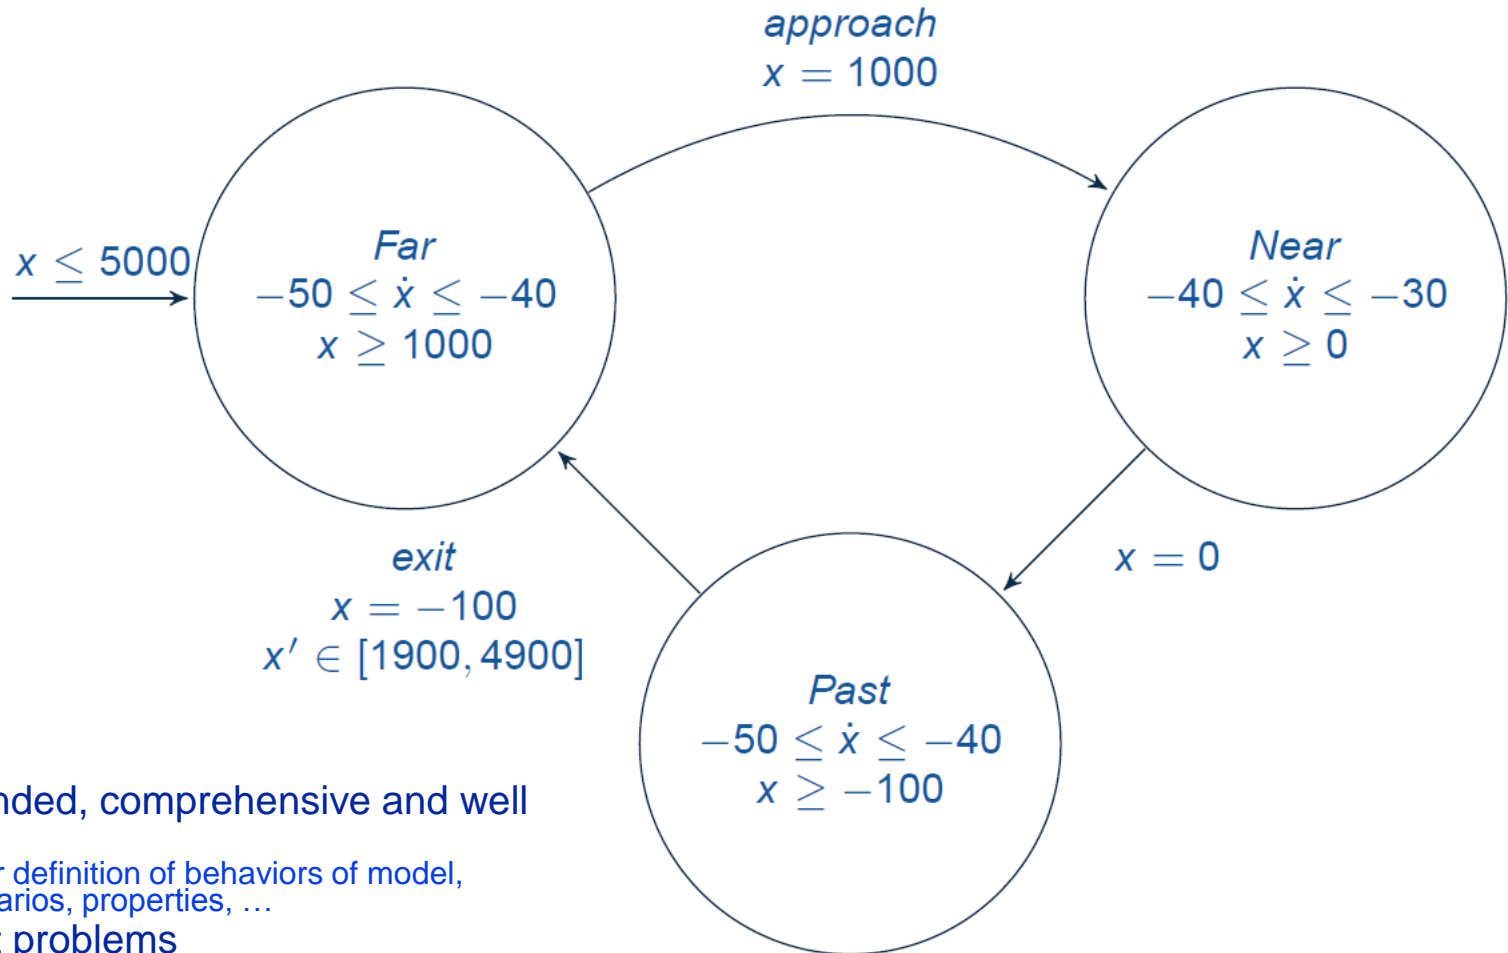 approach
x = 1000
x ≤ 5000
Far
−50 ≤ ẋ ≤ −40
x ≥ 1000
Near
−40 ≤ ẋ ≤ −30
x ≥ 0
exit
x = −100
x′ ∈ [1900, 4900]
x = 0
Past
−50 ≤ ẋ ≤ −40
x ≥ −100
nded, comprehensive and well
r definition of behaviors of model,
arios, properties, …
t problems